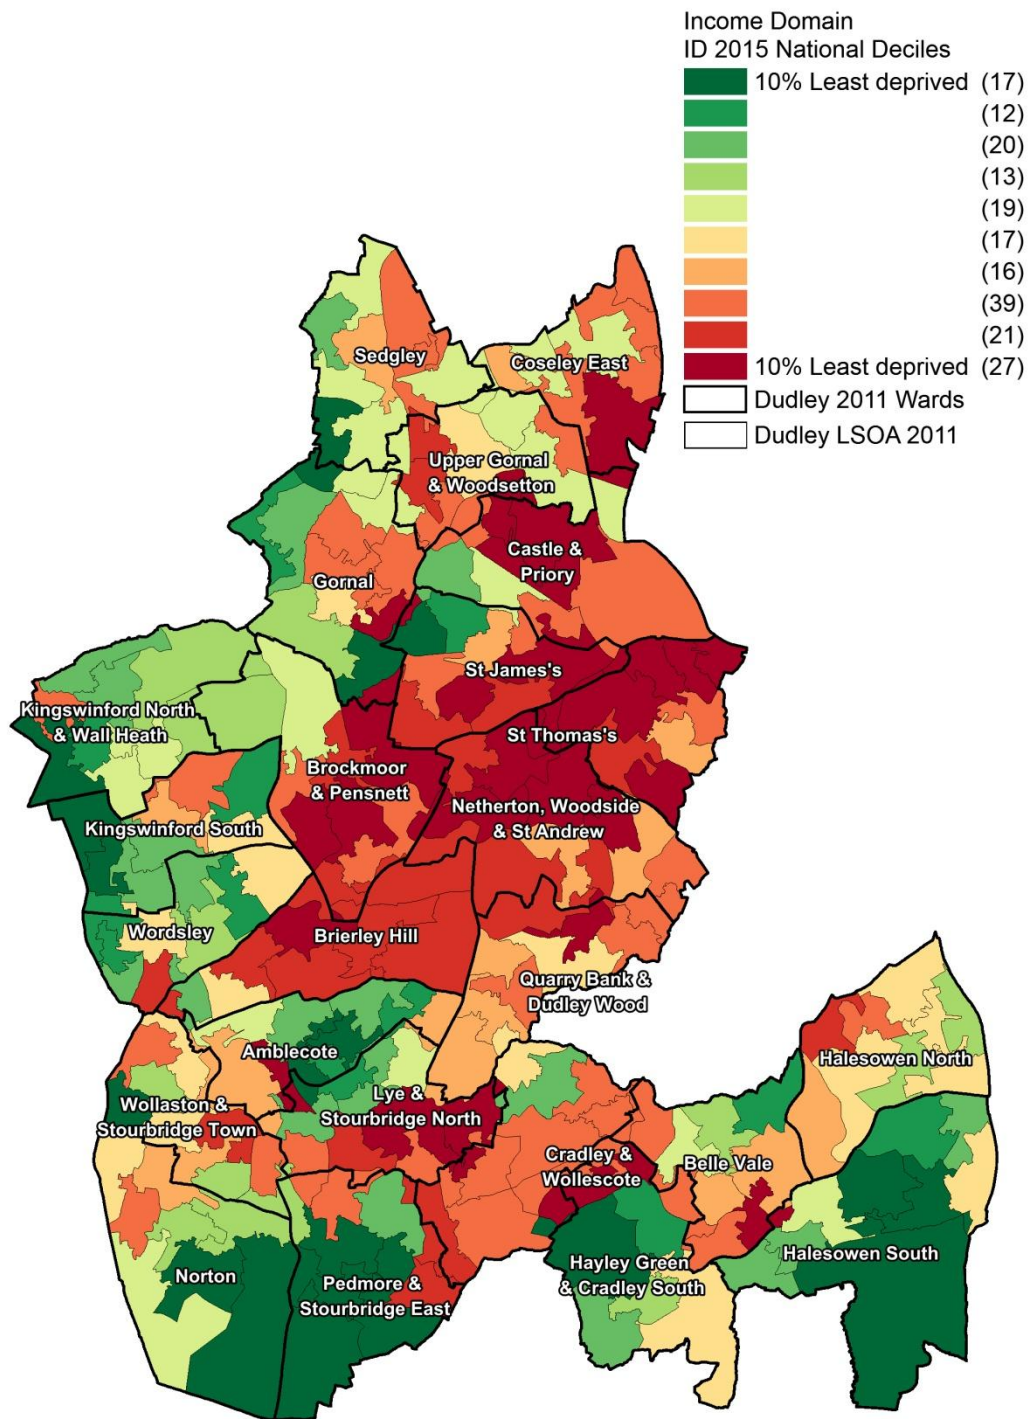 Income Domain
ID 2015 National Deciles
10% Least deprived (17)
(12)
(20)
(13)
(19)
(17)
(16)
(39)
(21)
10% Least deprived (27)
Dudley 2011 Wards
Dudley LSOA 2011
Sedgley
Coseley East
Upper Gornal
& Woodsetton
Castle &
Priory
Gornal
St James's
Kingswinford North
& Wall Heath
St Thomas's
Brockmoor
& Pensnett
Netherton, Woodside
& St Andrew
Kingswinford South
Wordsley
Brierley Hill
Quarry Bank &
Dudley Wood
Amblecote
Halesowen North
Lye &
Stourbridge North
Wollaston &
Stourbridge Town
Cradley &
Wollescote
Belle Vale
Halesowen South
Norton
Pedmore &
Stourbridge East
Hayley Green
& Cradley South